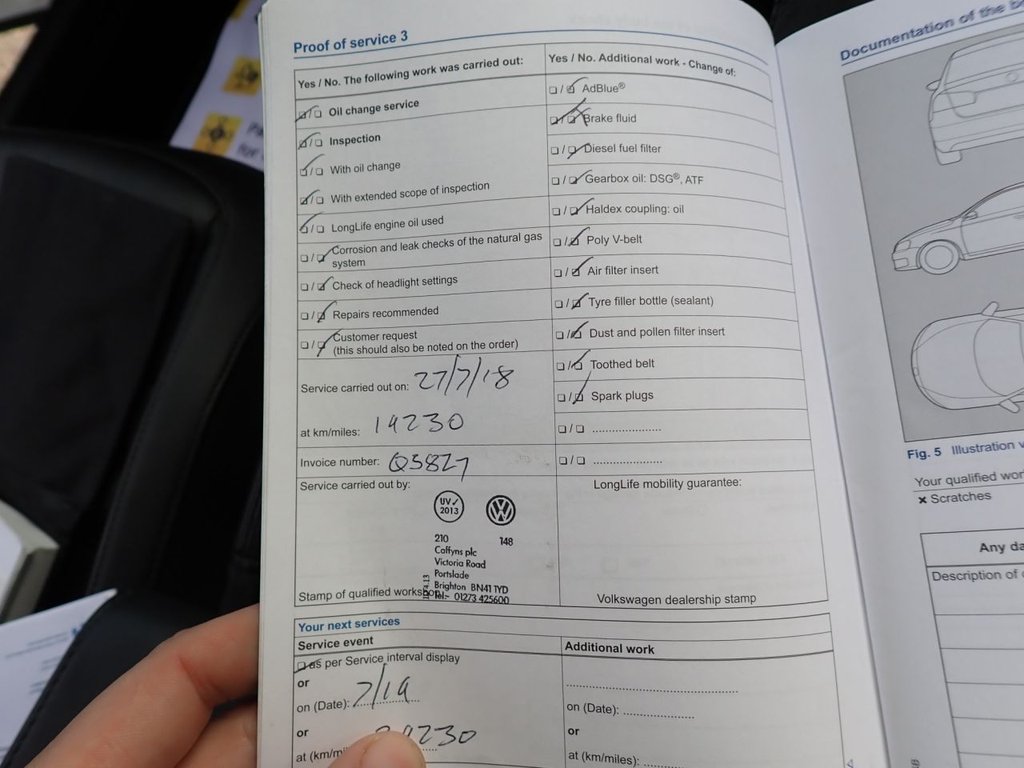 Proof of service 3
Yes / No. The following work was carried out:
☑/☐ Oil change service
☑/☐ Inspection
☑/☐ With oil change
☑/☐ With extended scope of inspection
☑/☐ LongLife engine oil used
☐/☑ Corrosion and leak checks of the natural gas
system
☐/☑ Check of headlight settings
☐/☑ Repairs recommended
☐/☑ Customer request
(this should also be noted on the order)
Service carried out on: 27/7/18
at km/miles: 19230
Invoice number: Q3827
Service carried out by:
UV✓
2013
VW
210
148
Caffyns plc
Victoria Road
Portslade
Brighton BN41 1YD
Tel:- 01273 425600
Stamp of qualified workshop
Yes / No. Additional work - Change of:
☐/☑ AdBlue®
Brake fluid
☐/☑ Diesel fuel filter
☐/☑ Gearbox oil: DSG®, ATF
☐/☑ Haldex coupling: oil
☐/☑ Poly V-belt
☐/☑ Air filter insert
☐/☑ Tyre filler bottle (sealant)
☐/☑ Dust and pollen filter insert
☐/☑ Toothed belt
☐/☑ Spark plugs
☐/☐ .....................
☐/☐ .....................
LongLife mobility guarantee:
Volkswagen dealership stamp
Your next services
Service event
☑ as per Service interval display
or
on (Date): 7/19
or
at (km/mi
Additional work
on (Date): .....................
or
at (km/miles):
Documentation of the
Fig. 5 Illustration
Your qualified
× Scratches
Any
Description of